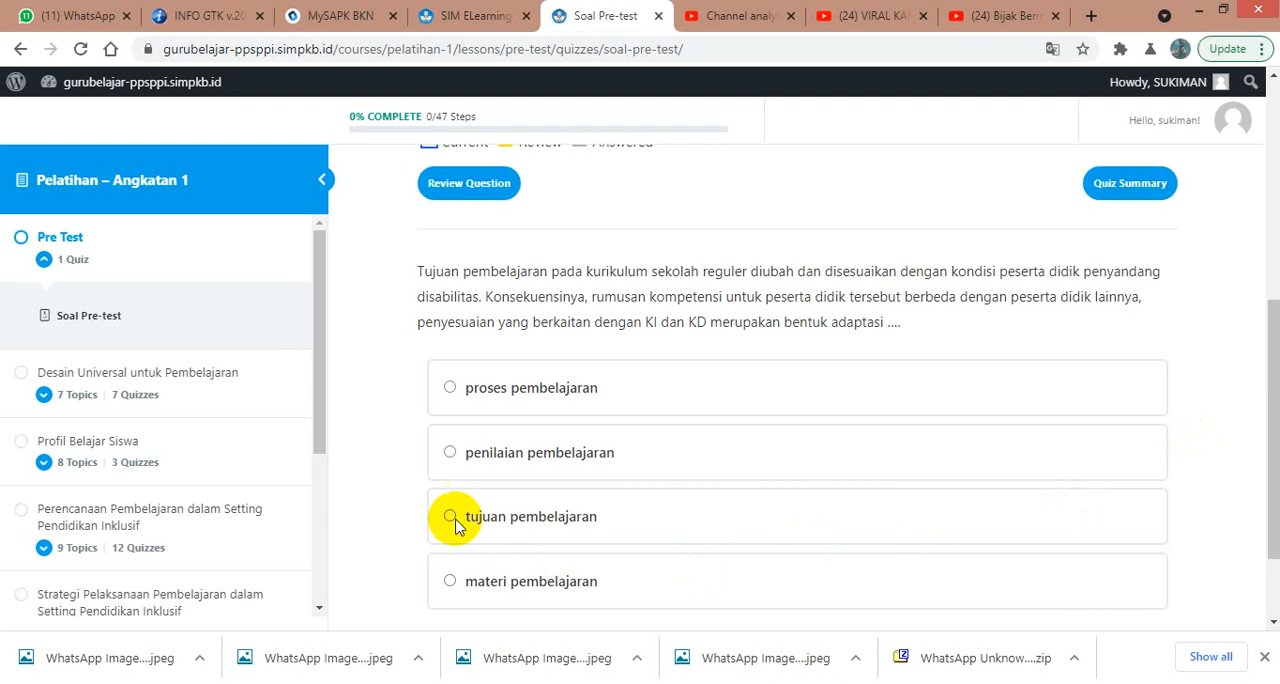 (11) WhatsApp
INFO GTK v.20
MySAPK BKN
SIM ELearning
Soal Pre-test
Channel analy
(24) VIRAL KA
(24) Bijak Ber
gurubelajar-ppsppi.simpkb.id/courses/pelatihan-1/lessons/pre-test/quizzes/soal-pre-test/
Update
gurubelajar-ppsppi.simpkb.id
Howdy, SUKIMAN
0% COMPLETE 0/47 Steps
Hello, sukiman!
Current Review Answered
Pelatihan – Angkatan 1
Review Question
Quiz Summary
Pre Test
1 Quiz
Soal Pre-test
Desain Universal untuk Pembelajaran
7 Topics | 7 Quizzes
Profil Belajar Siswa
8 Topics | 3 Quizzes
Perencanaan Pembelajaran dalam Setting
Pendidikan Inklusif
9 Topics | 12 Quizzes
Strategi Pelaksanaan Pembelajaran dalam
Setting Pendidikan Inklusif
Tujuan pembelajaran pada kurikulum sekolah reguler diubah dan disesuaikan dengan kondisi peserta didik penyandang
disabilitas. Konsekuensinya, rumusan kompetensi untuk peserta didik tersebut berbeda dengan peserta didik lainnya,
penyesuaian yang berkaitan dengan KI dan KD merupakan bentuk adaptasi ....
proses pembelajaran
penilaian pembelajaran
tujuan pembelajaran
materi pembelajaran
WhatsApp Image....jpeg
WhatsApp Image....jpeg
WhatsApp Image....jpeg
WhatsApp Image....jpeg
WhatsApp Unknow....zip
Show all